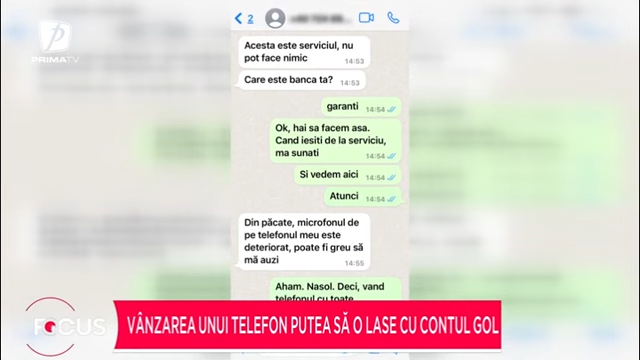 2
PRIMATV
Acesta este serviciul, nu
pot face nimic
14:53
Care este banca ta?
14:53
garanti
14:54
Ok, hai sa facem asa.
Cand iesiti de la serviciu,
ma sunati
14:54
Si vedem aici
14:54
Atunci
14:54
Din păcate, microfonul de
pe telefonul meu este
deteriorat, poate fi greu să
mă auzi
14:55
Aham. Nasol. Deci, vand
telefonul cu toate
FOCUS
VÂNZAREA UNUI TELEFON PUTEA SĂ O LASE CU CONTUL GOL